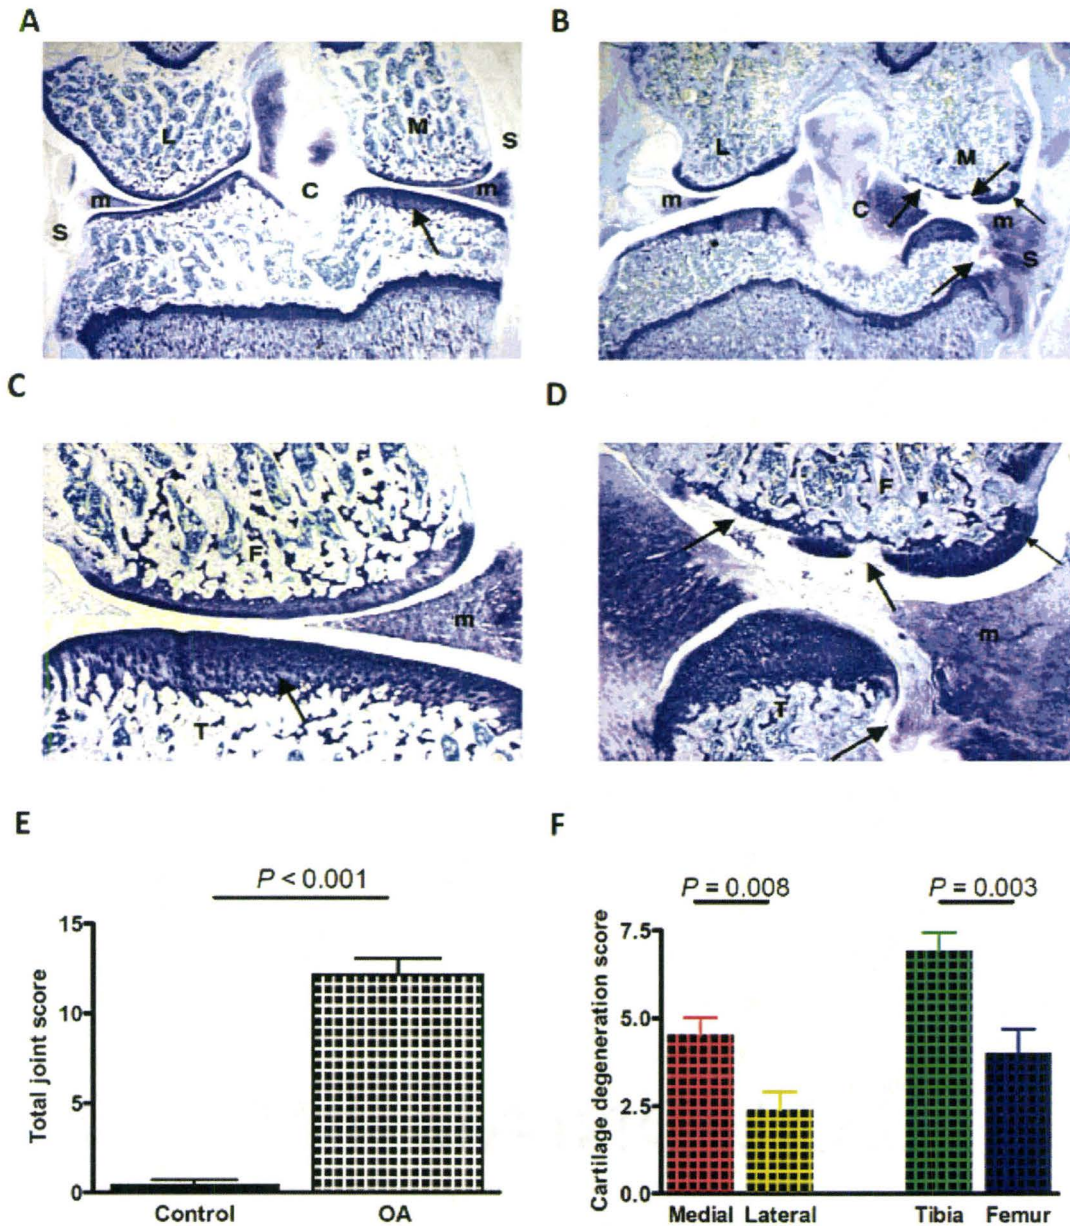 A
B
L
M
S
m
C
S
L
M
C
m
m
S
C
D
F
m
T
F
m
T
E
F
P < 0.001
Total joint score
15
10
5
0
Control
OA
P = 0.008
P = 0.003
Cartilage degeneration score
7.5
5.0
2.5
0.0
Medial
Lateral
Tibia
Femur